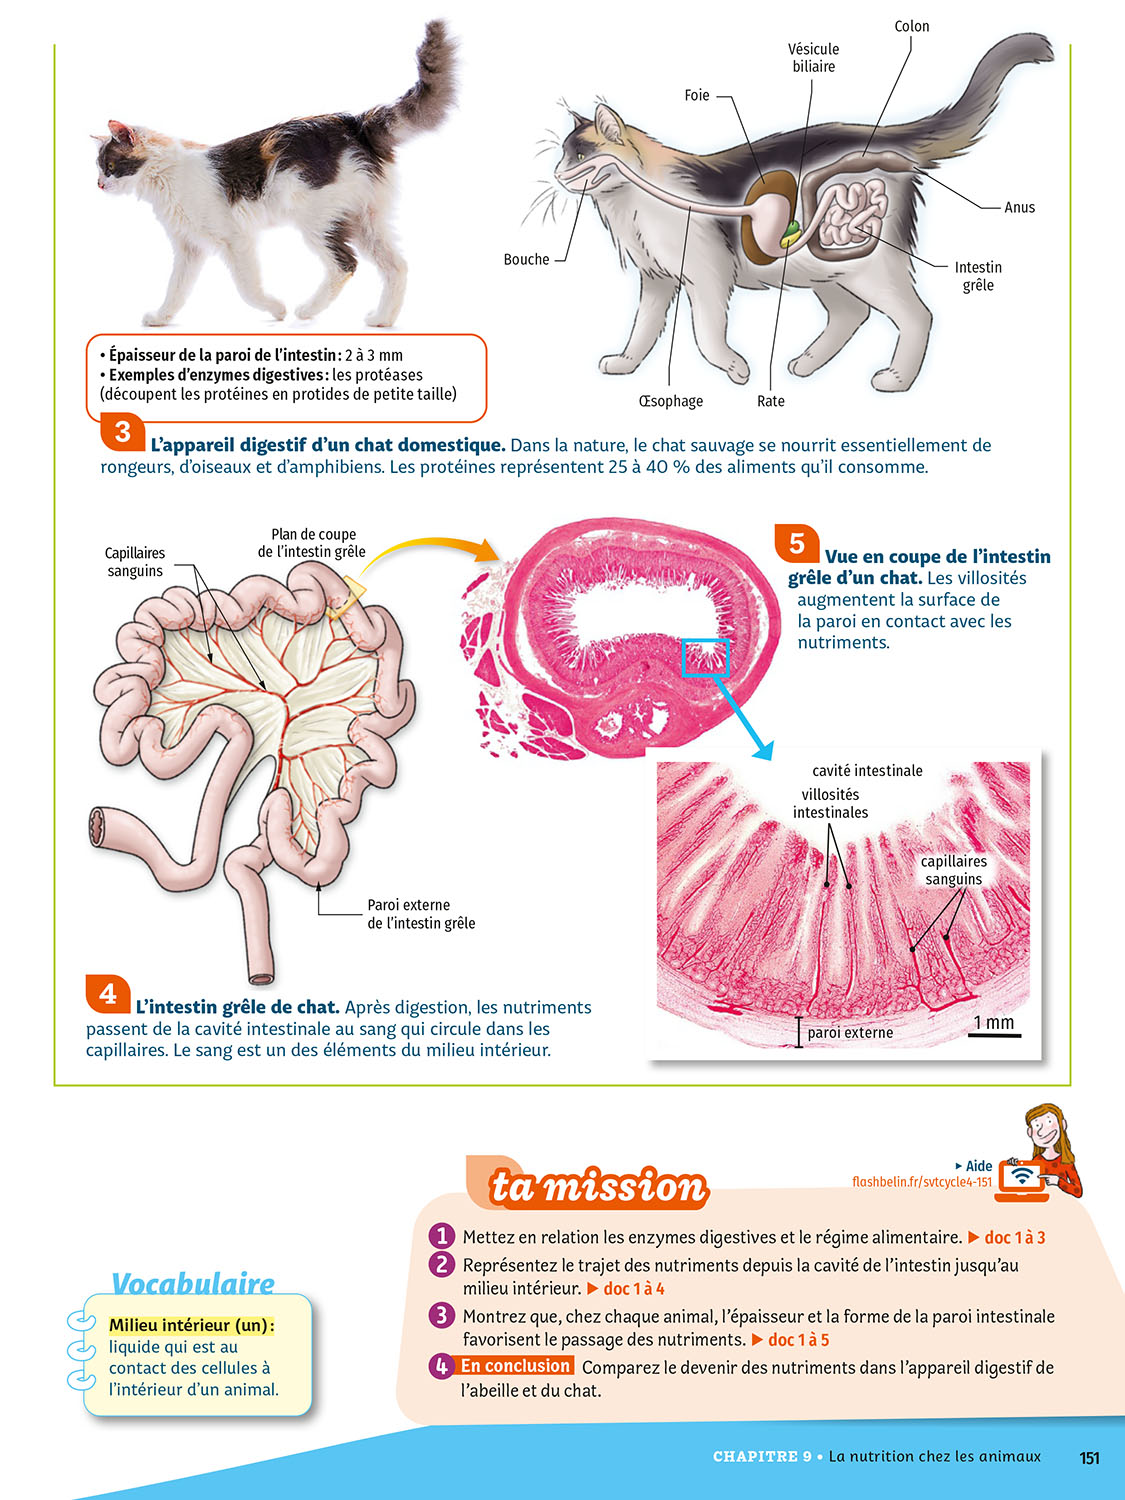 Colon
Vésicule
biliaire
Foie
Anus
Bouche
Intestin
grêle
Œsophage
Rate
• Épaisseur de la paroi de l'intestin : 2 à 3 mm
• Exemples d'enzymes digestives : les protéases
(découpent les protéines en protides de petite taille)
3 L'appareil digestif d'un chat domestique. Dans la nature, le chat sauvage se nourrit essentiellement de
rongeurs, d'oiseaux et d'amphibiens. Les protéines représentent 25 à 40 % des aliments qu'il consomme.
Plan de coupe
de l'intestin grêle
Capillaires
sanguins
Paroi externe
de l'intestin grêle
4 L'intestin grêle de chat. Après digestion, les nutriments
passent de la cavité intestinale au sang qui circule dans les
capillaires. Le sang est un des éléments du milieu intérieur.
5 Vue en coupe de l'intestin
grêle d'un chat. Les villosités
augmentent la surface de
la paroi en contact avec les
nutriments.
cavité intestinale
villosités
intestinales
capillaires
sanguins
paroi externe
1 mm
ta mission
▸ Aide
flashbelin.fr/svtcycle4-151
1 Mettez en relation les enzymes digestives et le régime alimentaire. ▶ doc 1 à 3
2 Représentez le trajet des nutriments depuis la cavité de l'intestin jusqu'au
milieu intérieur. ▶ doc 1 à 4
3 Montrez que, chez chaque animal, l'épaisseur et la forme de la paroi intestinale
favorisent le passage des nutriments. ▶ doc 1 à 5
4 En conclusion Comparez le devenir des nutriments dans l'appareil digestif de
l'abeille et du chat.
Vocabulaire
Milieu intérieur (un) :
liquide qui est au
contact des cellules à
l'intérieur d'un animal.
CHAPITRE 9 • La nutrition chez les animaux 151